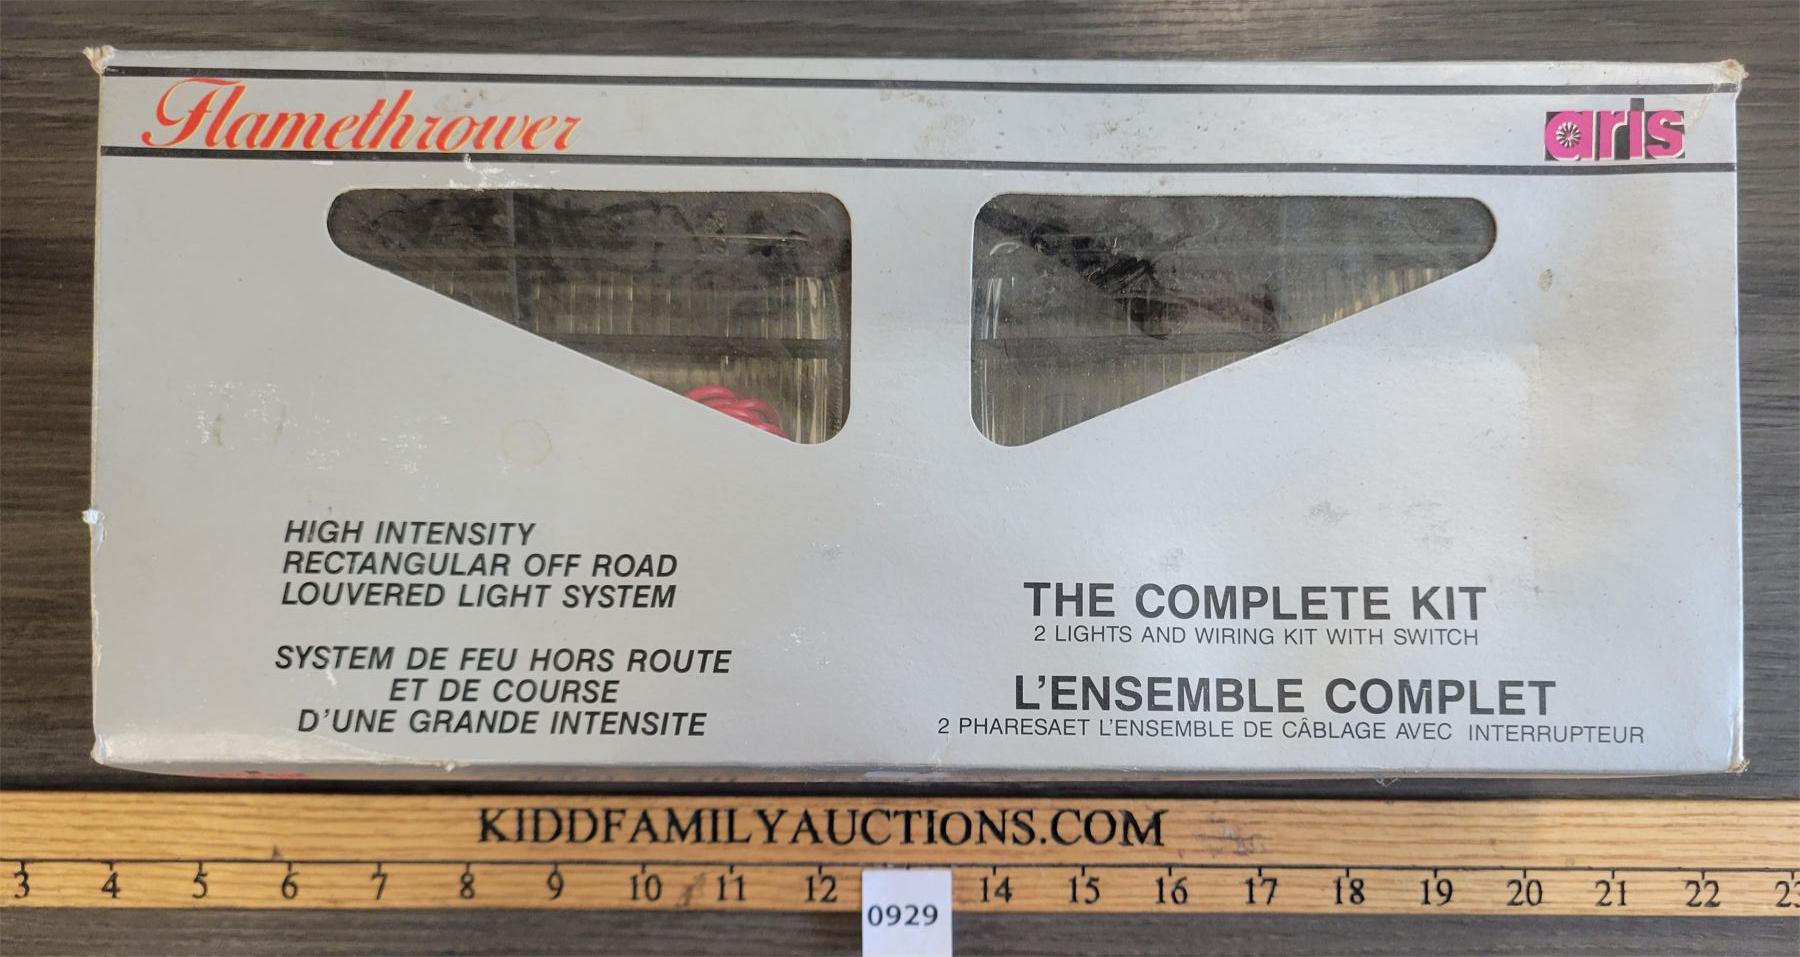 Flamethrower
aris
HIGH INTENSITY
RECTANGULAR OFF ROAD
LOUVERED LIGHT SYSTEM
SYSTEM DE FEU HORS ROUTE
ET DE COURSE
D'UNE GRANDE INTENSITE
THE COMPLETE KIT
2 LIGHTS AND WIRING KIT WITH SWITCH
L'ENSEMBLE COMPLET
2 PHARESAET L'ENSEMBLE DE CÂBLAGE AVEC INTERRUPTEUR
KIDDFAMILYAUCTIONS.COM
3 4 5 6 7 8 9 10 11 12 14 15 16 17 18 19 20 21 22 23
0929